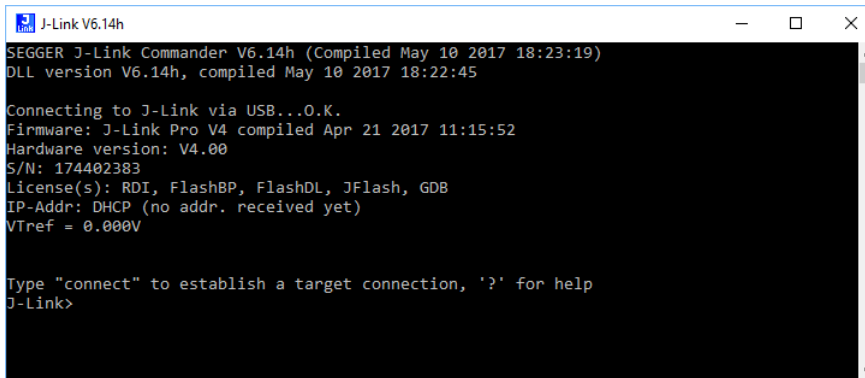 J-Link V6.14h
SEGGER J-Link Commander V6.14h (Compiled May 10 2017 18:23:19)
DLL version V6.14h, compiled May 10 2017 18:22:45
Connecting to J-Link via USB...O.K.
Firmware: J-Link Pro V4 compiled Apr 21 2017 11:15:52
Hardware version: V4.00
S/N: 174402383
License(s): RDI, FlashBP, FlashDL, JFlash, GDB
IP-Addr: DHCP (no addr. received yet)
VTref = 0.000V
Type "connect" to establish a target connection, '?' for help
J-Link>